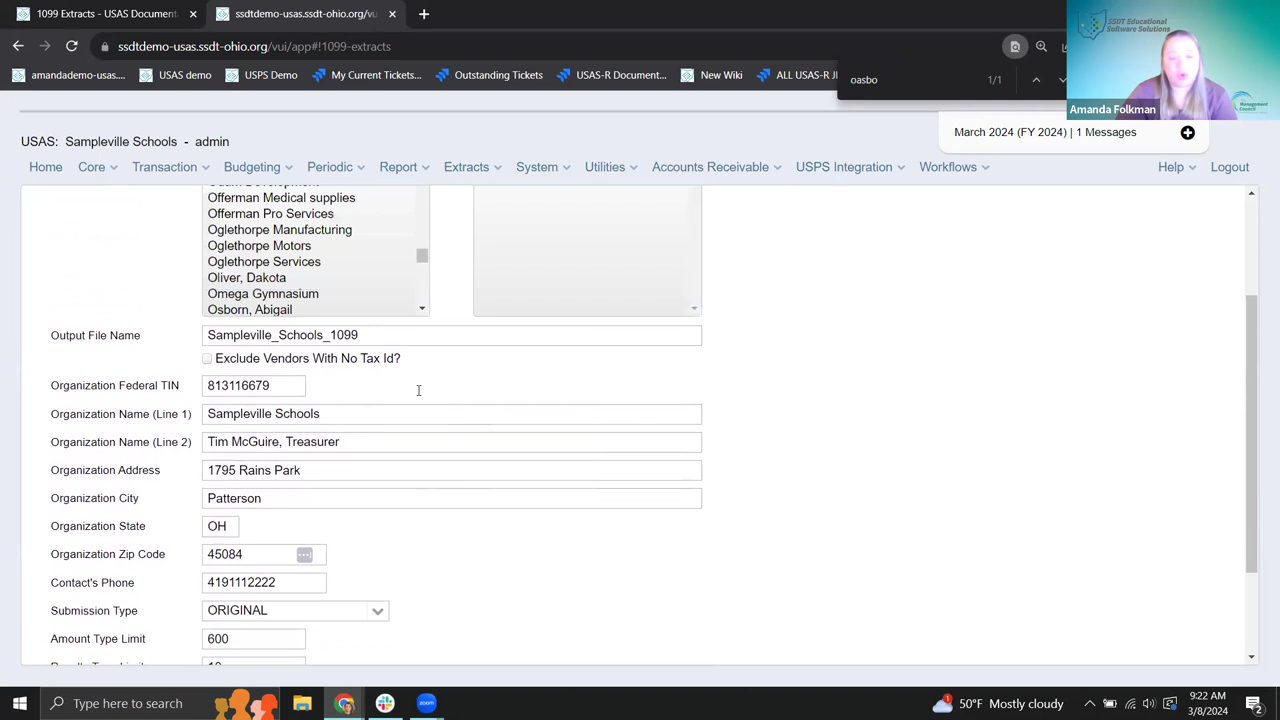 1099 Extracts - USAS Document
ssdtdemo-usas.ssdt-ohio.org/vu
ssdtdemo-usas.ssdt-ohio.org/vui/app#!1099-extracts
SSDT Educational
Software Solutions
amandademo-usas...
USAS demo
USPS Demo
My Current Tickets...
Outstanding Tickets
USAS-R Document...
New Wiki
ALL USAS-R
oasbo
1/1
Management
Council
Amanda Folkman
USAS: Sampleville Schools - admin
March 2024 (FY 2024) | 1 Messages
Home Core Transaction Budgeting Periodic Report Extracts System Utilities Accounts Receivable USPS Integration Workflows Help Logout
Offerman Medical supplies
Offerman Pro Services
Oglethorpe Manufacturing
Oglethorpe Motors
Oglethorpe Services
Oliver, Dakota
Omega Gymnasium
Osborn, Abigail
Output File Name Sampleville_Schools_1099
Exclude Vendors With No Tax Id?
Organization Federal TIN 813116679
Organization Name (Line 1) Sampleville Schools
Organization Name (Line 2) Tim McGuire, Treasurer
Organization Address 1795 Rains Park
Organization City Patterson
Organization State OH
Organization Zip Code 45084
Contact's Phone 4191112222
Submission Type ORIGINAL
Amount Type Limit 600
Type here to search
1
50°F Mostly cloudy
9:22 AM
3/8/2024
2